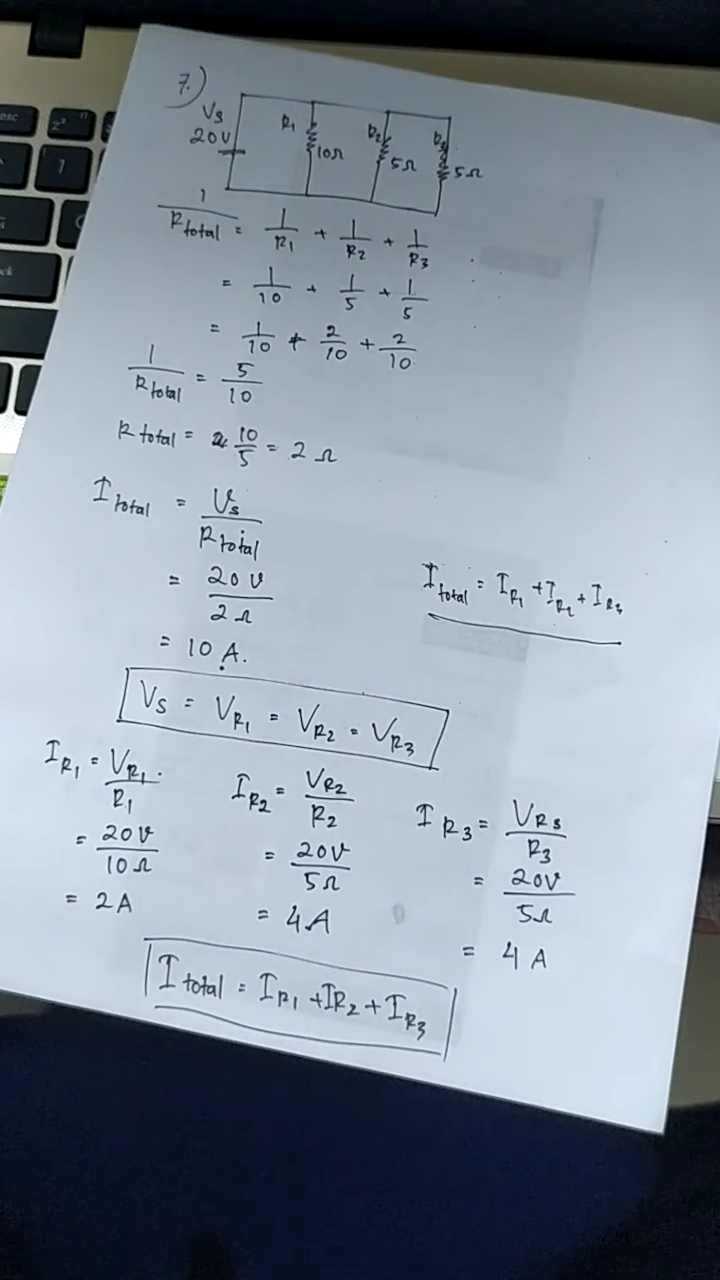 7.)
Vs
20V
R1
10Ω
R2
5Ω
R3
5Ω
1/Rtotal = 1/R1 + 1/R2 + 1/R3
= 1/10 + 1/5 + 1/5
= 1/10 + 2/10 + 2/10
1/Rtotal = 5/10
Rtotal = 10/5 = 2Ω
Itotal = Vs/Rtotal
= 20V/2Ω
= 10A.
Itotal = IR1 + IR2 + IR3
Vs = VR1 = VR2 = VR3
IR1 = VR1/R1
= 20V/10Ω
= 2A
IR2 = VR2/R2
= 20V/5Ω
= 4A
IR3 = VR3/R3
= 20V/5Ω
= 4A
Itotal = IR1 + IR2 + IR3